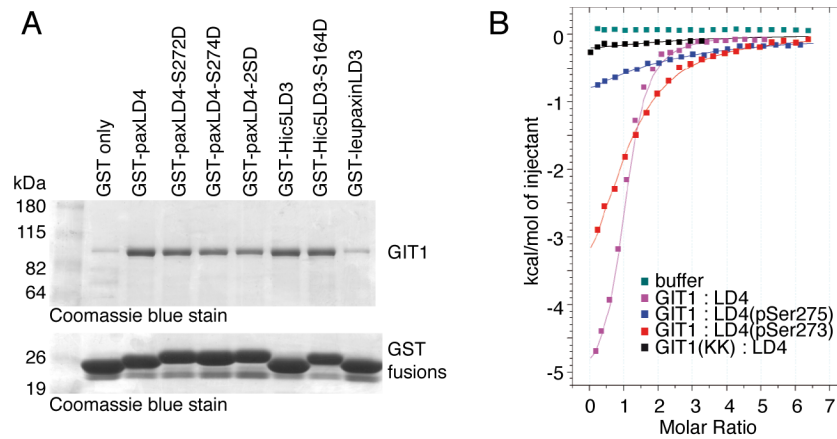 A
GST only
GST-paxLD4
GST-paxLD4-S272D
GST-paxLD4-S274D
GST-paxLD4-2SD
GST-Hic5LD3
GST-Hic5LD3-S164D
GST-leupaxinLD3
kDa
180
115
82
64
GIT1
Coomassie blue stain
26
19
GST
fusions
Coomassie blue stain
B
0
-1
-2
-3
-4
-5
kcal/mol of injectant
buffer
GIT1 : LD4
GIT1 : LD4(pSer275)
GIT1 : LD4(pSer273)
GIT1(KK) : LD4
0 1 2 3 4 5 6 7
Molar Ratio